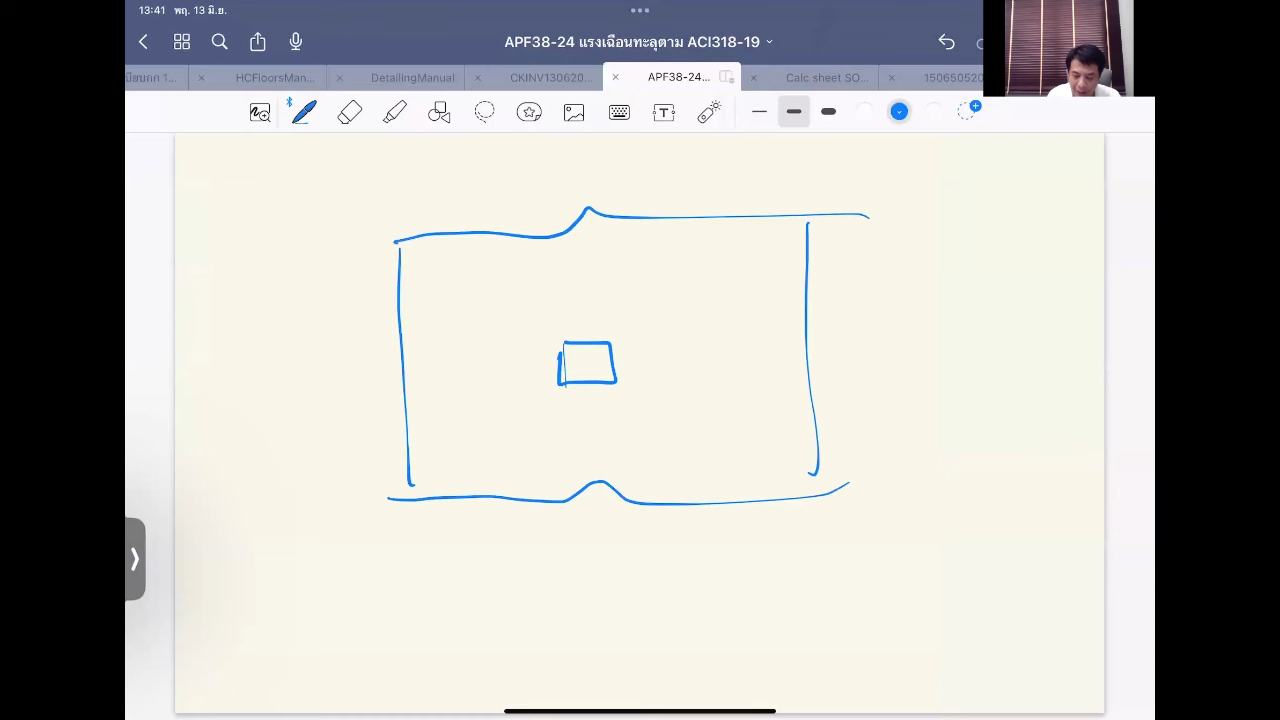 13:41 พฤ. 13 มิ.ย.
APF38-24 แรงเฉือนทะลุตาม ACI318-19
HCFloorsMan...
DetailingManual
CKINV130620...
APF38-24...
Calc sheet SO...
150650520
T